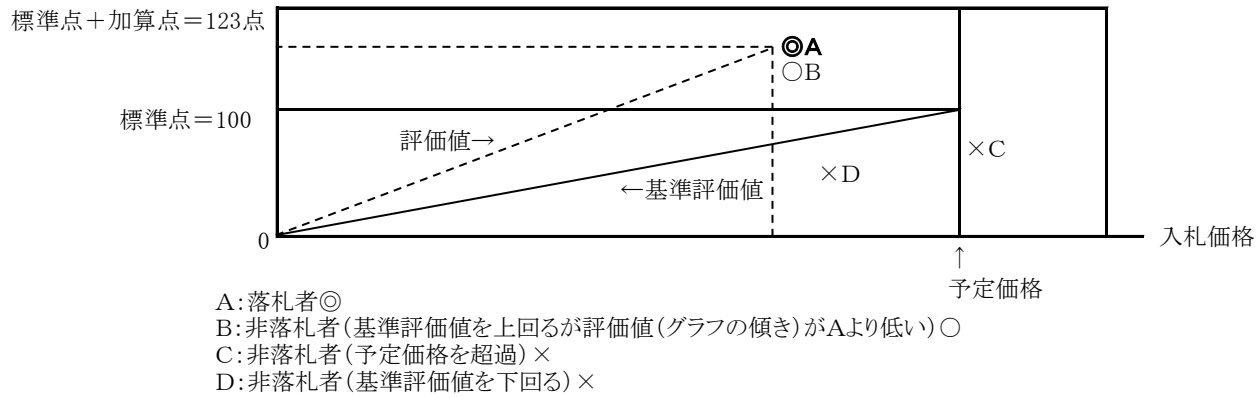 標準点＋加算点＝123点
◎A
○B
標準点＝100
評価値→
×C
×D
←基準評価値
0
入札価格
↑
予定価格
A：落札者◎
B：非落札者（基準評価値を上回るが評価値（グラフの傾き）がAより低い）○
C：非落札者（予定価格を超過）×
D：非落札者（基準評価値を下回る）×